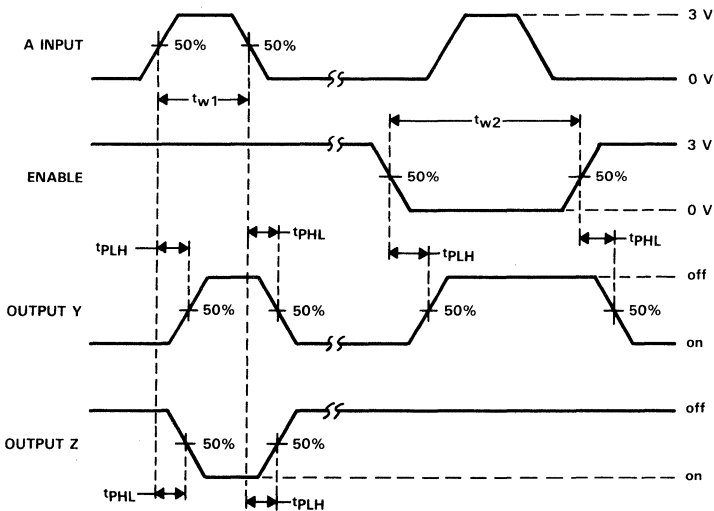 3 V
A INPUT
50%
50%
0 V
tw1
tw2
3 V
ENABLE
50%
50%
0 V
tPLH
tPHL
tPLH
tPHL
off
OUTPUT Y
50%
50%
50%
50%
on
off
OUTPUT Z
50%
50%
on
tPHL
tPLH